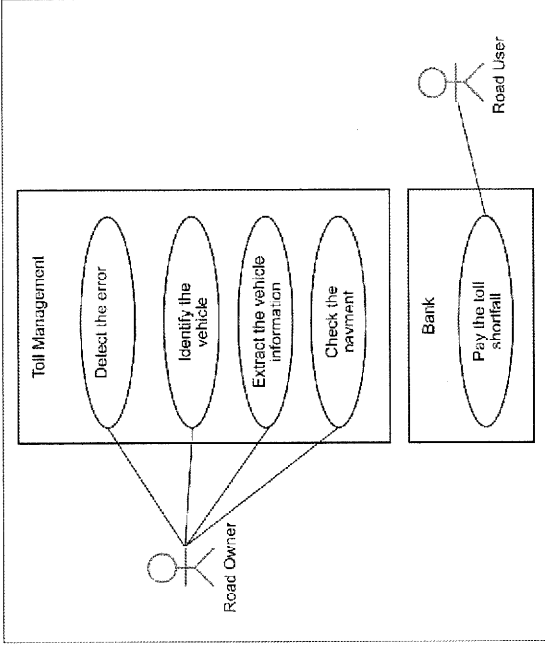 Toll Management
Detect the error
Identify the
vehicle
Extract the vehicle
information
Check the
navment
Road Owner
Bank
Pay the toll
shortfall
Road User